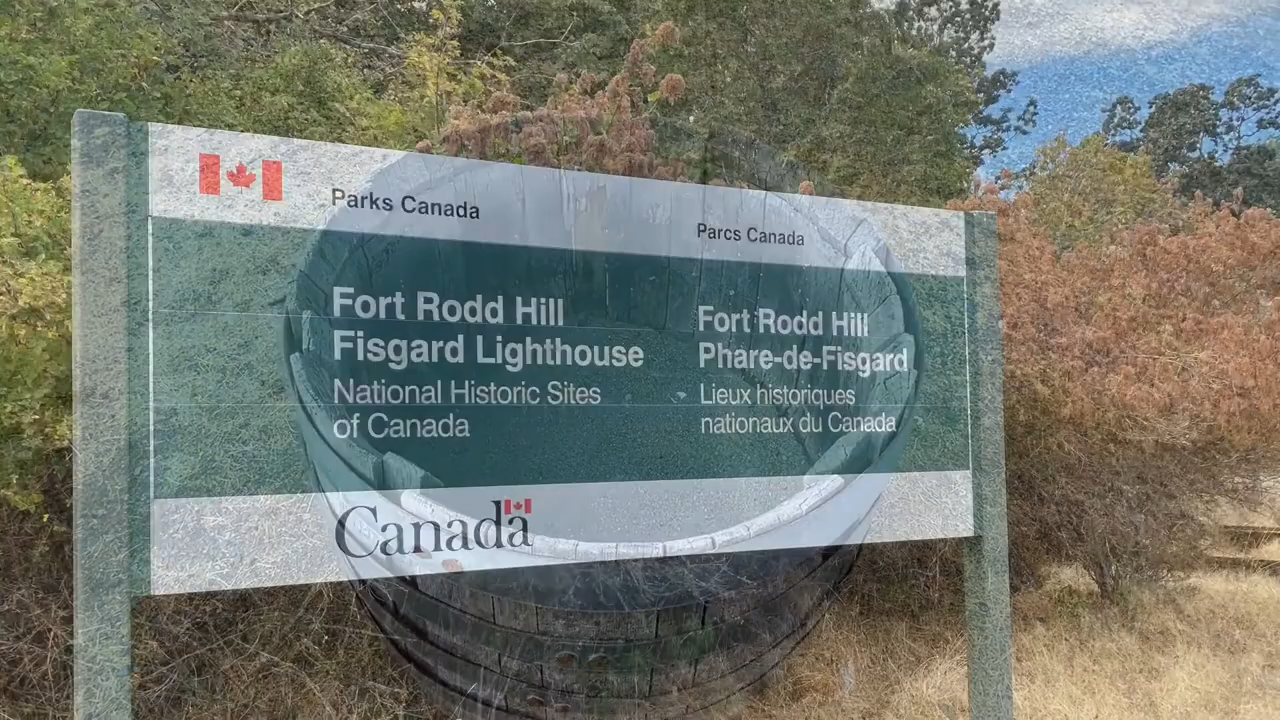 Parks Canada
Parcs Canada
Fort Rodd Hill
Fisgard Lighthouse
National Historic Sites
of Canada
Fort Rodd Hill
Phare-de-Fisgard
Lieux historiques
nationaux du Canada
Canada